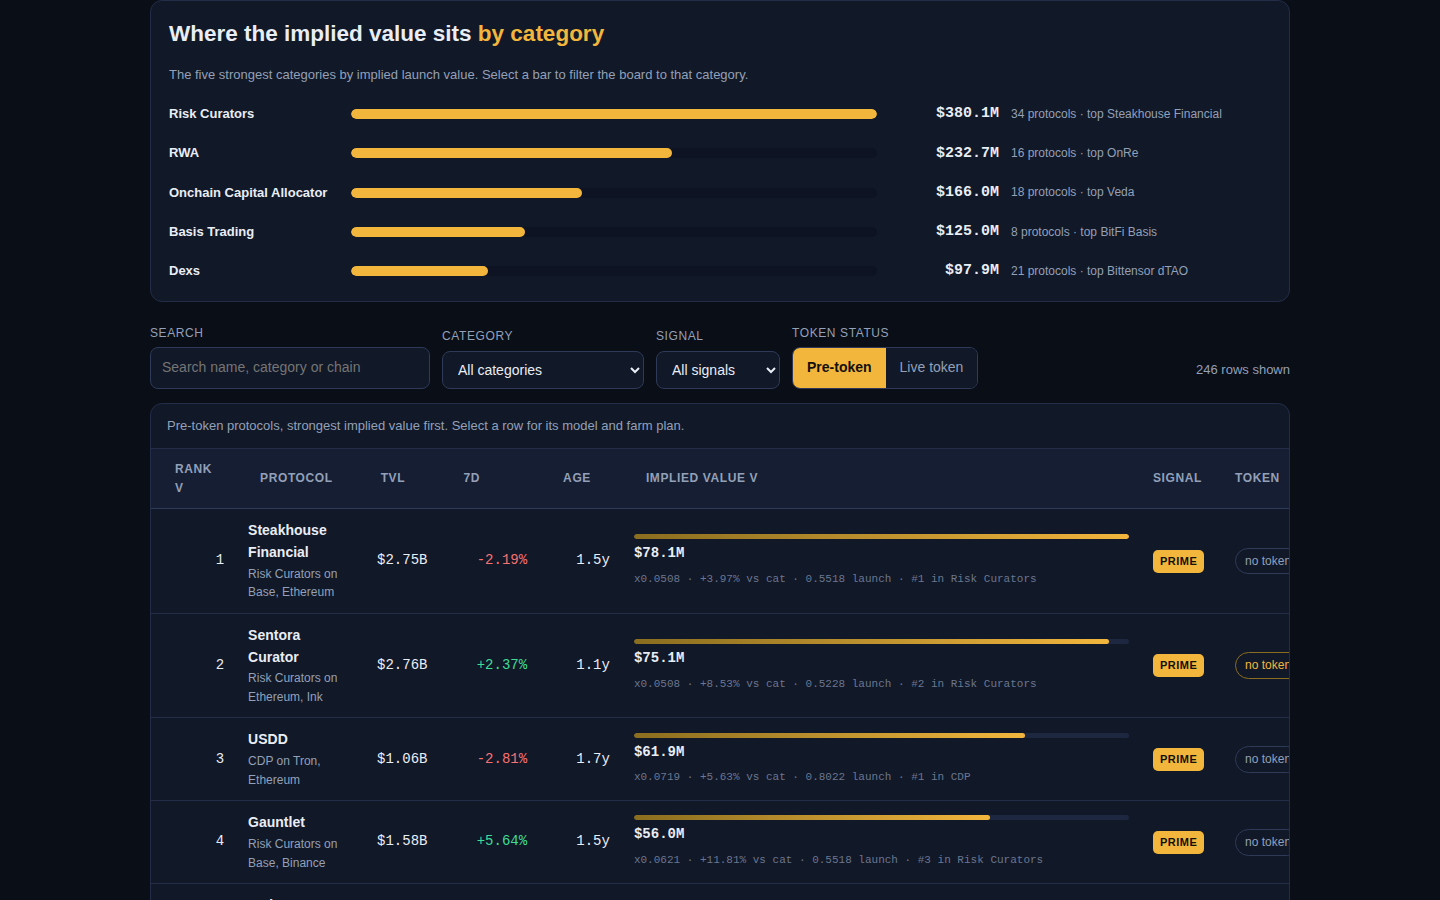 Where the implied value sits by category
The five strongest categories by implied launch value. Select a bar to filter the board to that category.
Risk Curators $380.1M 34 protocols · top Steakhouse Financial
RWA $232.7M 16 protocols · top OnRe
Onchain Capital Allocator $166.0M 18 protocols · top Veda
Basis Trading $125.0M 8 protocols · top BitFi Basis
Dexs $97.9M 21 protocols · top Bittensor dTAO
SEARCH CATEGORY SIGNAL TOKEN STATUS
Search name, category or chain All categories All signals Pre-token Live token 246 rows shown
Pre-token protocols, strongest implied value first. Select a row for its model and farm plan.
RANK V PROTOCOL TVL 7D AGE IMPLIED VALUE V SIGNAL TOKEN
1 Steakhouse Financial $2.75B -2.19% 1.5y $78.1M PRIME no token
Risk Curators on Base, Ethereum x0.0508 · +3.97% vs cat · 0.5518 launch · #1 in Risk Curators
2 Sentora Curator $2.76B +2.37% 1.1y $75.1M PRIME no token
Risk Curators on Ethereum, Ink x0.0508 · +8.53% vs cat · 0.5228 launch · #2 in Risk Curators
3 USDD $1.06B -2.81% 1.7y $61.9M PRIME no token
CDP on Tron, Ethereum x0.0719 · +5.63% vs cat · 0.8022 launch · #1 in CDP
4 Gauntlet $1.58B +5.64% 1.5y $56.0M PRIME no token
Risk Curators on Base, Binance x0.0621 · +11.81% vs cat · 0.5518 launch · #3 in Risk Curators